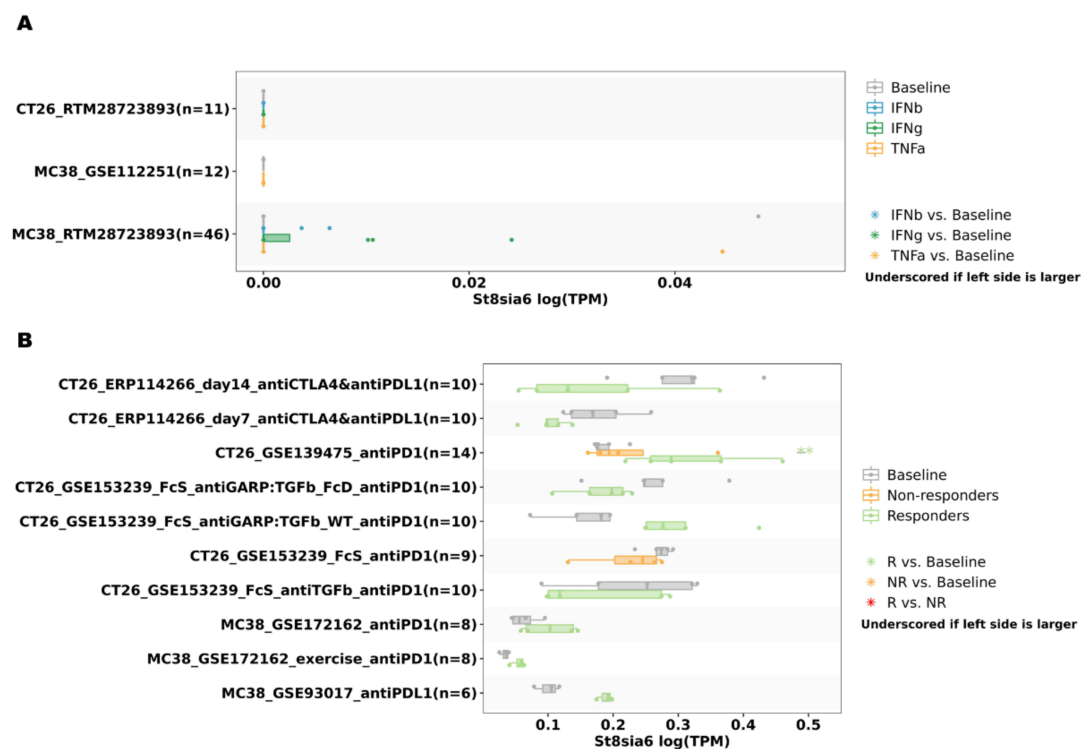 A
CT26_RTM28723893(n=11)
MC38_GSE112251(n=12)
MC38_RTM28723893(n=46)
0.00
0.02
0.04
St8sia6 log(TPM)
Baseline
IFNb
IFNg
TNFa
IFNb vs. Baseline
IFNg vs. Baseline
TNFa vs. Baseline
Underscored if left side is larger
B
CT26_ERP114266_day14_antiCTLA4&antiPDL1(n=10)
CT26_ERP114266_day7_antiCTLA4&antiPDL1(n=10)
CT26_GSE139475_antiPD1(n=14)
CT26_GSE153239_FcS_antiGARP:TGFb_FcD_antiPD1(n=10)
CT26_GSE153239_FcS_antiGARP:TGFb_WT_antiPD1(n=10)
CT26_GSE153239_FcS_antiPD1(n=9)
CT26_GSE153239_FcS_antiTGFb_antiPD1(n=10)
MC38_GSE172162_antiPD1(n=8)
MC38_GSE172162_exercise_antiPD1(n=8)
MC38_GSE93017_antiPDL1(n=6)
0.1
0.2
0.3
0.4
0.5
St8sia6 log(TPM)
Baseline
Non-responders
Responders
R vs. Baseline
NR vs. Baseline
R vs. NR
Underscored if left side is larger